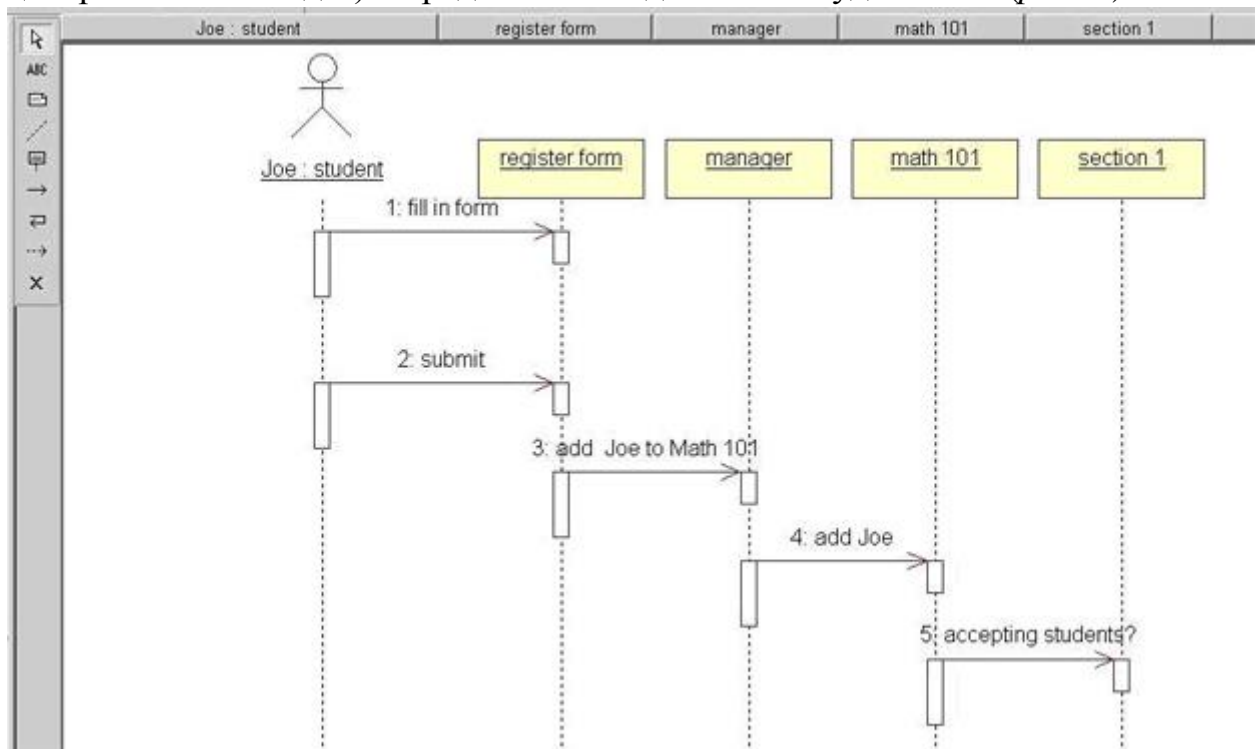 Joe : student register form manager math 101 section 1
ABC
Joe : student
register form
manager
math 101
section 1
1: fill in form
2: submit
3: add Joe to Math 101
4: add Joe
5: accepting students?